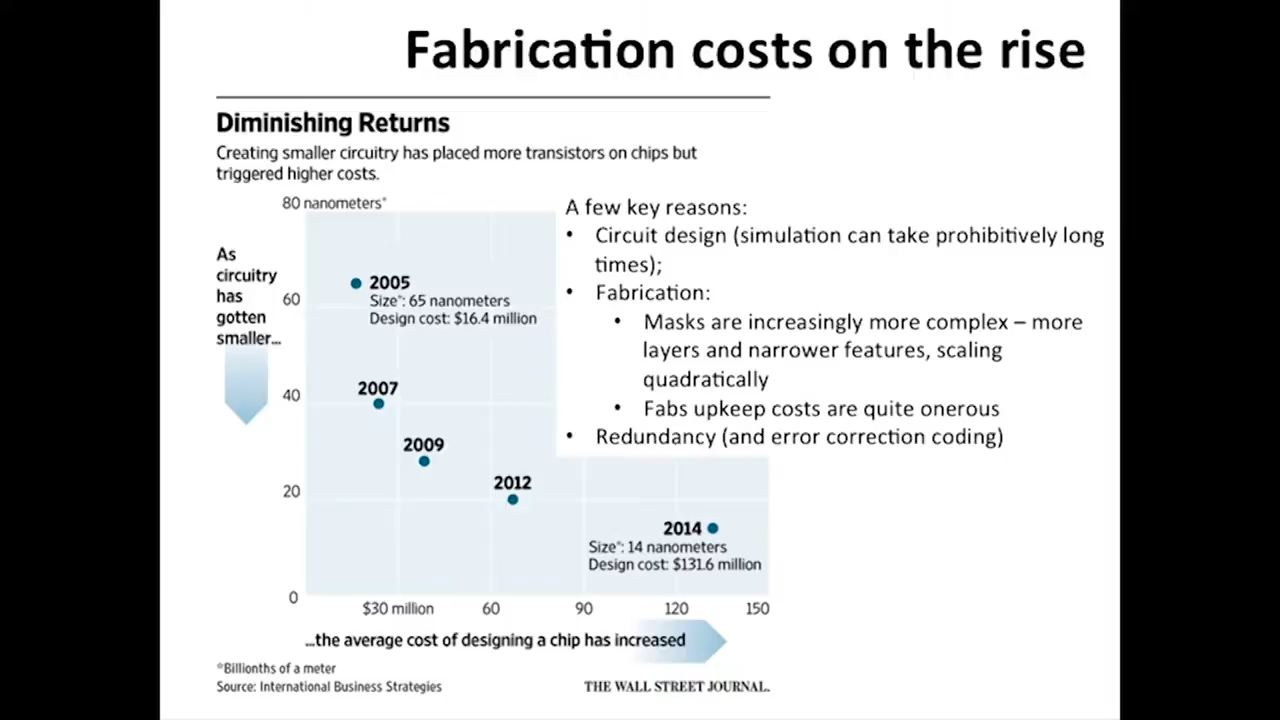 Fabrication costs on the rise
Diminishing Returns
Creating smaller circuitry has placed more transistors on chips but
triggered higher costs.
80 nanometers*
As
circuitry
has
gotten
smaller...
60
40
20
0
2005
Size*: 65 nanometers
Design cost: $16.4 million
2007
2009
2012
2014
Size*: 14 nanometers
Design cost: $131.6 million
$30 million 60 90 120 150
...the average cost of designing a chip has increased
*Billionths of a meter
Source: International Business Strategies
THE WALL STREET JOURNAL.
A few key reasons:
• Circuit design (simulation can take prohibitively long
times);
• Fabrication:
• Masks are increasingly more complex – more
layers and narrower features, scaling
quadratically
• Fabs upkeep costs are quite onerous
• Redundancy (and error correction coding)